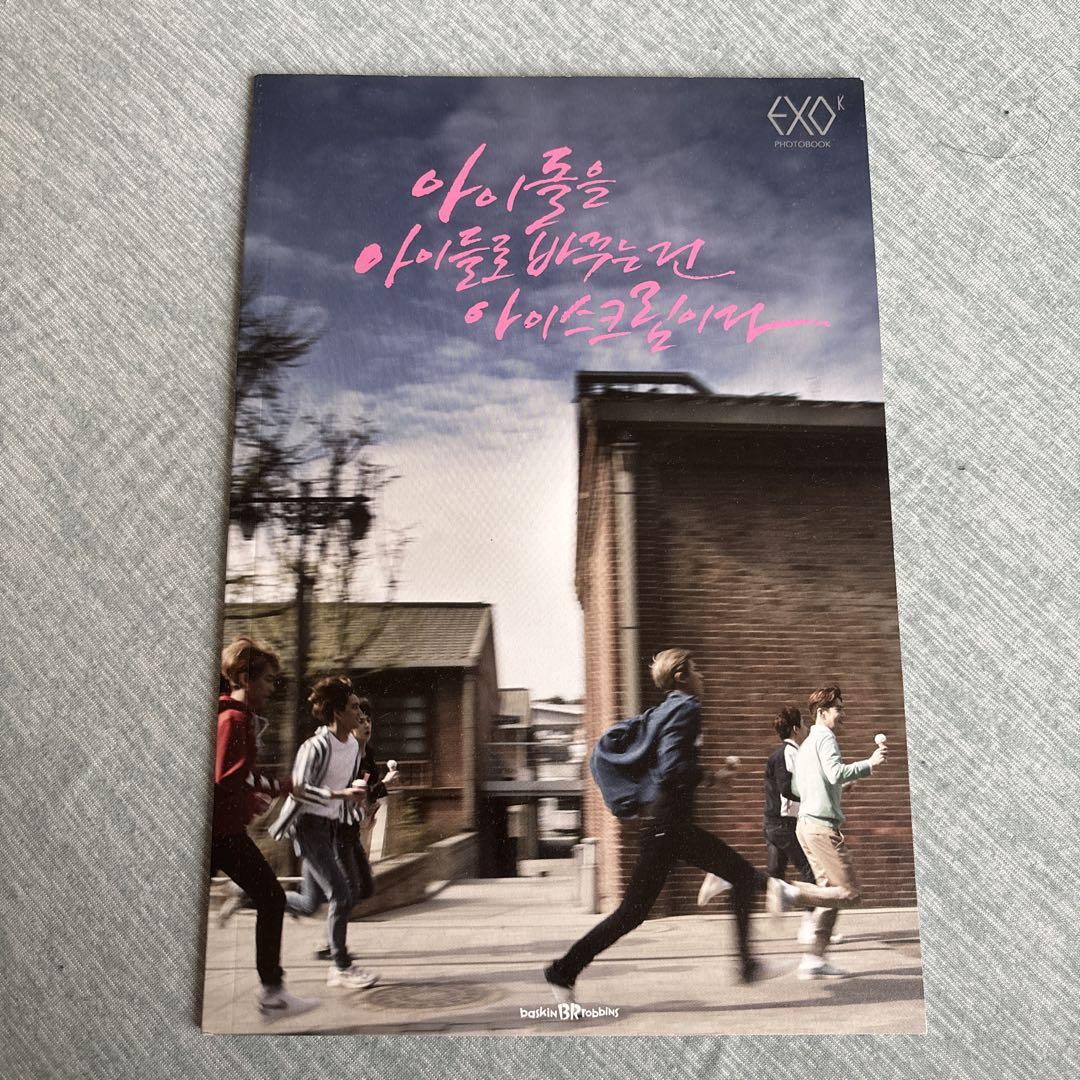 EXO K
PHOTOBOOK
아이돌을
아이들로 바꾸는 건
아이스크림이다
baskin BR robbins